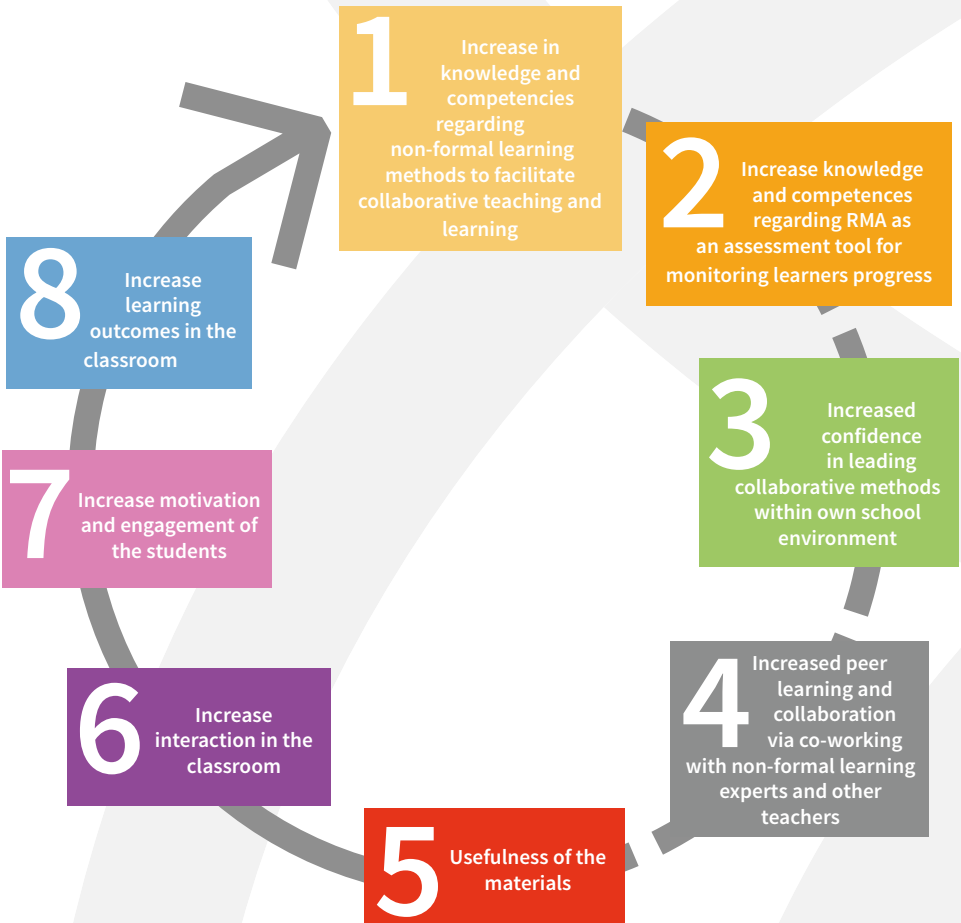 1
Increase in
knowledge and
competencies
regarding
non-formal learning
methods to facilitate
collaborative teaching and
learning
2
Increase knowledge
and competences
regarding RMA as
an assessment tool for
monitoring learners progress
3
Increased
confidence
in leading
collaborative methods
within own school
environment
4
Increased peer
learning and
collaboration
via co-working
with non-formal learning
experts and other
teachers
5
Usefulness of the
materials
6
Increase
interaction in the
classroom
7
Increase motivation
and engagement of
the students
8
Increase
learning
outcomes in the
classroom